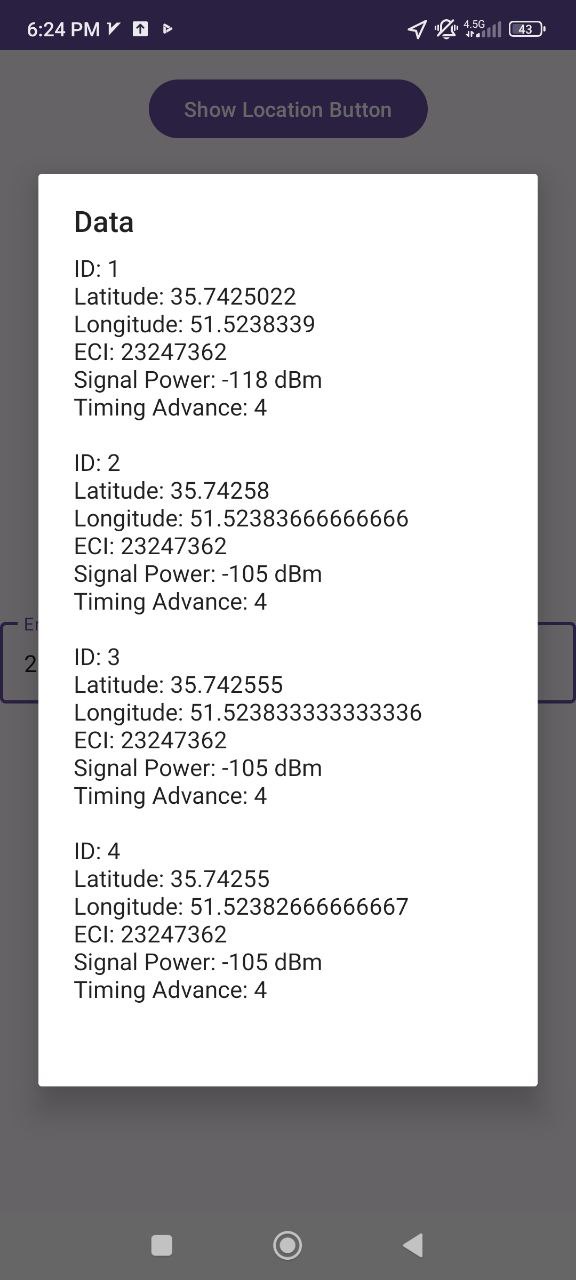 6:24 PM
4.5G
43
Show Location Button
Data
ID: 1
Latitude: 35.7425022
Longitude: 51.5238339
ECI: 23247362
Signal Power: -118 dBm
Timing Advance: 4
ID: 2
Latitude: 35.74258
Longitude: 51.52383666666666
ECI: 23247362
Signal Power: -105 dBm
Timing Advance: 4
Er
2
ID: 3
Latitude: 35.742555
Longitude: 51.523833333333336
ECI: 23247362
Signal Power: -105 dBm
Timing Advance: 4
ID: 4
Latitude: 35.74255
Longitude: 51.52382666666667
ECI: 23247362
Signal Power: -105 dBm
Timing Advance: 4